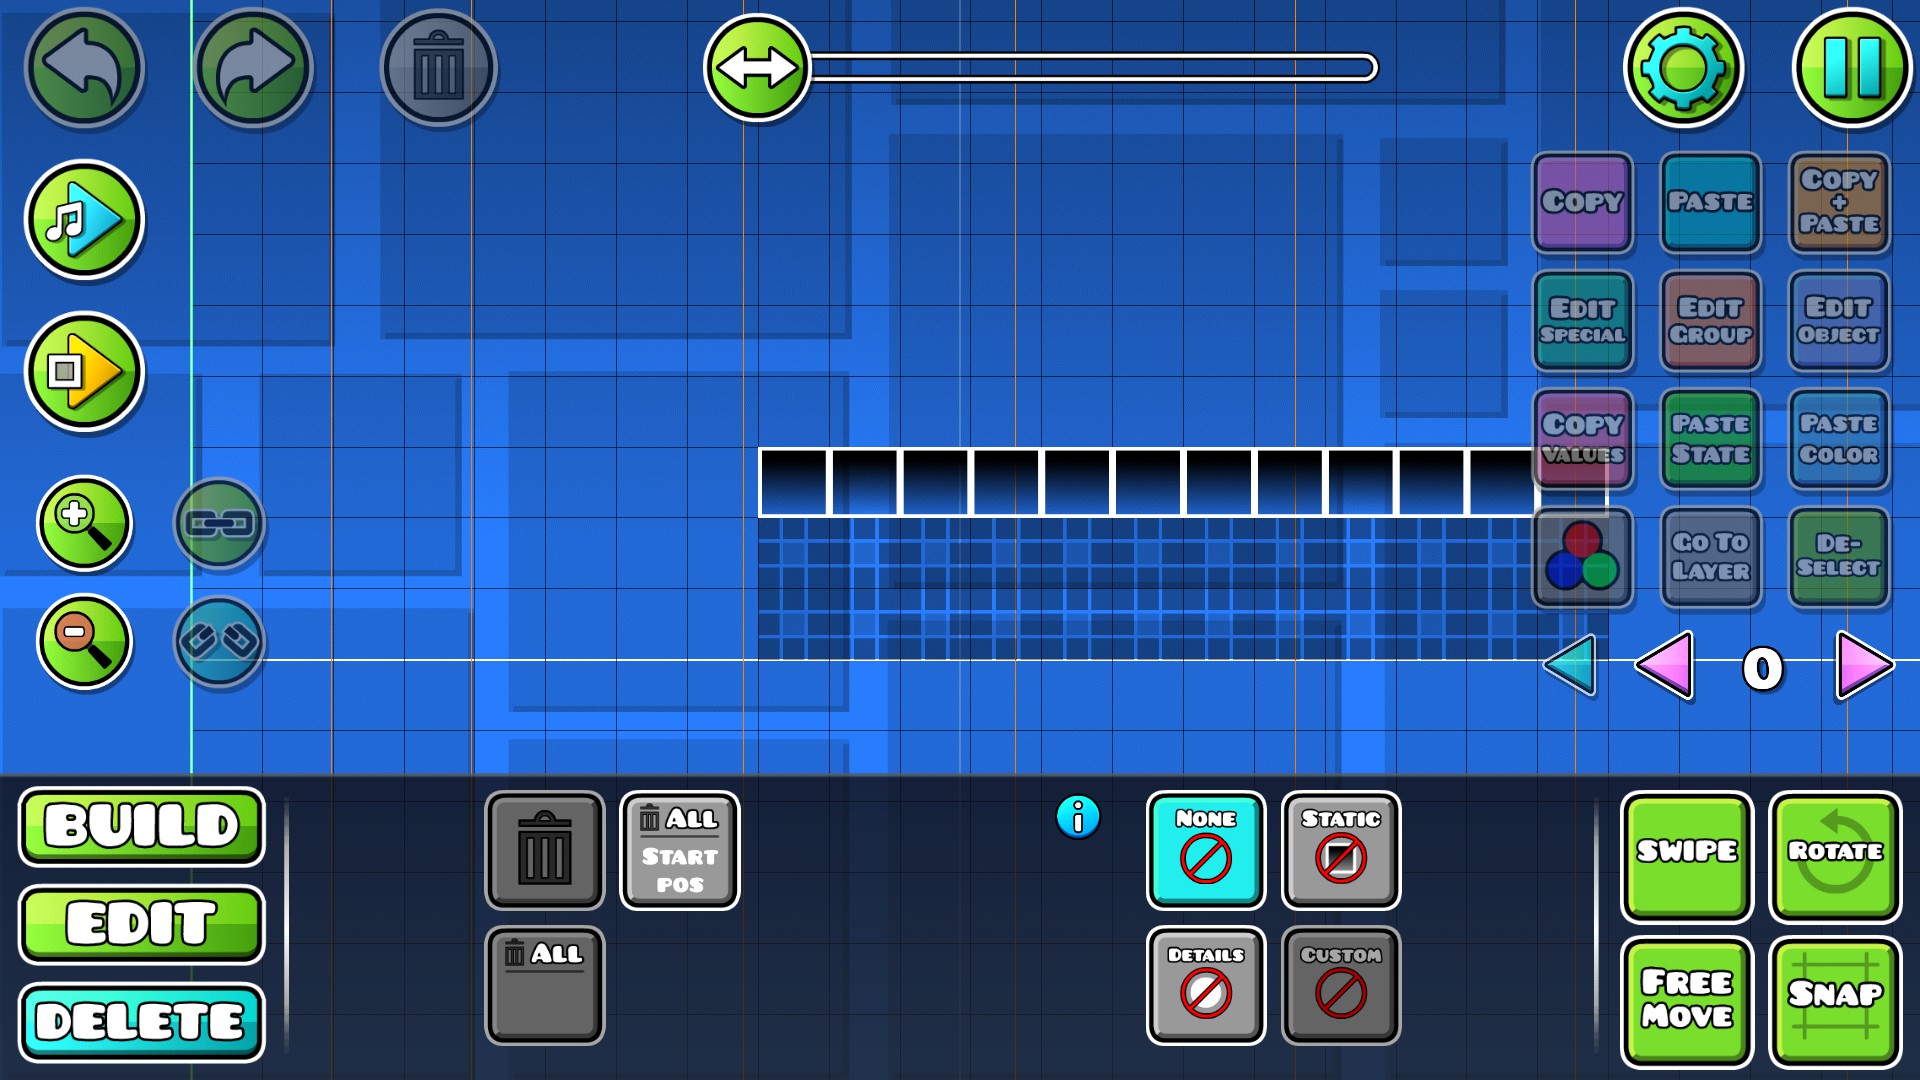 COPY
PASTE
COPY
+
PASTE
EDIT
SPECIAL
EDIT
GROUP
EDIT
OBJECT
COPY
VALUES
PASTE
STATE
PASTE
COLOR
GO TO
LAYER
DE-
SELECT
0
BUILD
EDIT
DELETE
ALL
START
POS
ALL
i
NONE
STATIC
DETAILS
CUSTOM
SWIPE
ROTATE
FREE
MOVE
SNAP